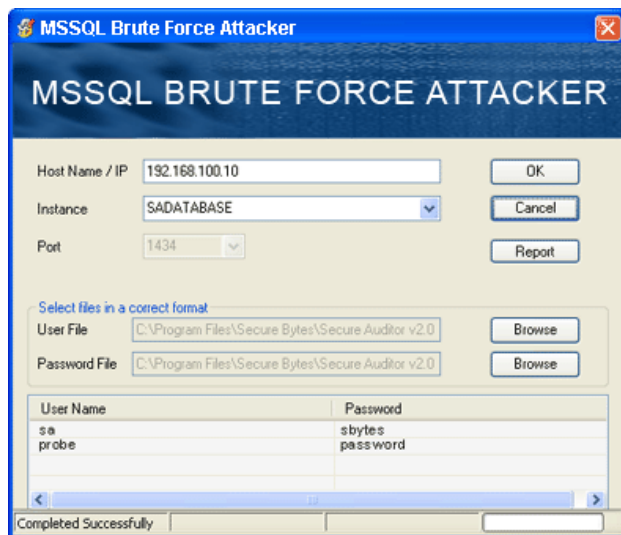 MSSQL Brute Force Attacker
MSSQL BRUTE FORCE ATTACKER
Host Name / IP 192.168.100.10 OK
Instance SADATABASE Cancel
Port 1434 Report
Select files in a correct format
User File C:\Program Files\Secure Bytes\Secure Auditor v2.0 Browse
Password File C:\Program Files\Secure Bytes\Secure Auditor v2.0 Browse
User Name Password
sa sbytes
probe password
Completed Successfully